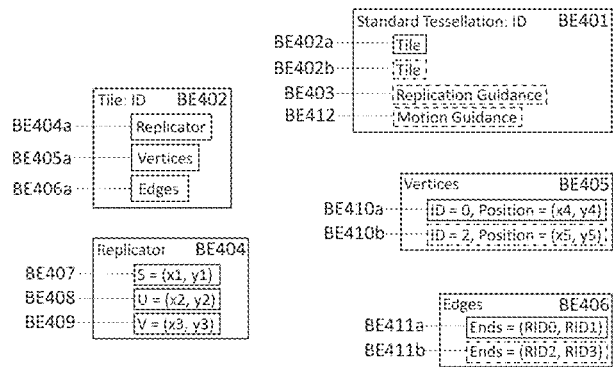 Standard Tessellation: ID BE401
BE402a Tile
BE402b Tile
BE403 Replication Guidance
BE412 Motion Guidance
Tile: ID BE402
BE404a Replicator
BE405a Vertices
BE406a Edges
Vertices BE405
BE410a ID = 0, Position = (x4, y4)
BE410b ID = 2, Position = (x5, y5)
Replicator BE404
BE407 S = (x1, y1)
BE408 U = (x2, y2)
BE409 V = (x3, y3)
Edges BE406
BE411a Ends = (RID0, RID1)
BE411b Ends = (RID2, RID3)